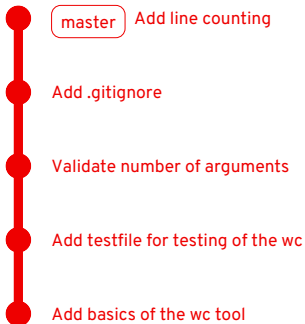 master Add line counting
Add .gitignore
Validate number of arguments
Add testfile for testing of the wc
Add basics of the wc tool